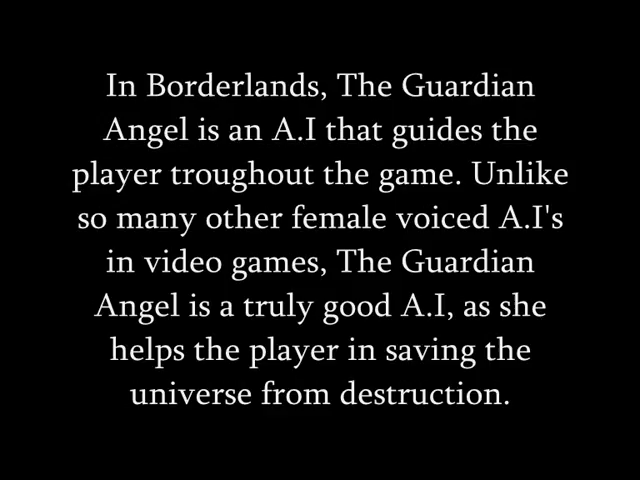 In Borderlands, The Guardian
Angel is an A.I that guides the
player troughout the game. Unlike
so many other female voiced A.I's
in video games, The Guardian
Angel is a truly good A.I, as she
helps the player in saving the
universe from destruction.